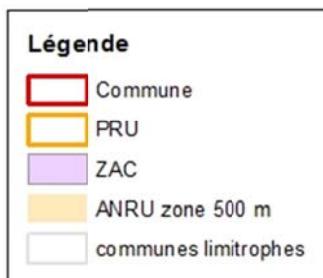 Légende
Commune
PRU
ZAC
ANRU zone 500 m
communes limitrophes